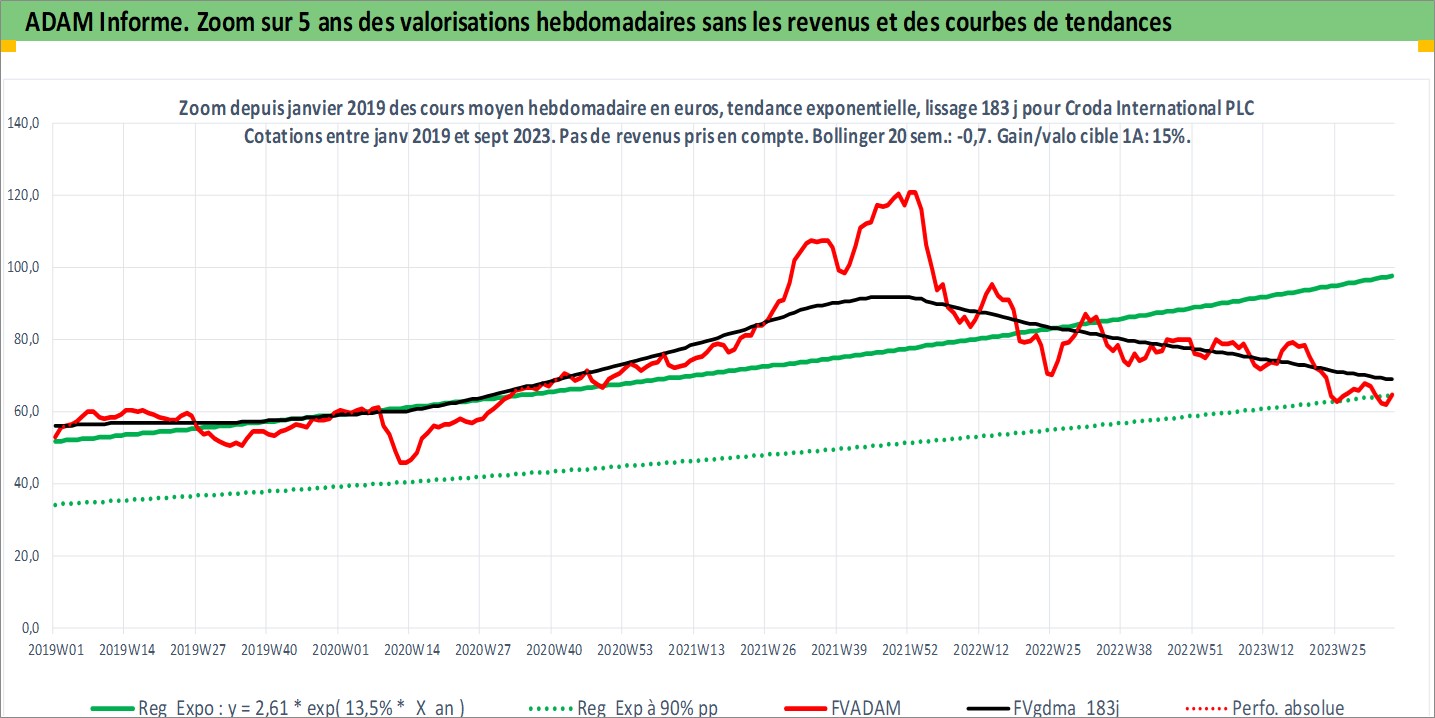 ADAM Informe. Zoom sur 5 ans des valorisations hebdomadaires sans les revenus et des courbes de tendances
Zoom depuis janvier 2019 des cours moyen hebdomadaire en euros, tendance exponentielle, lissage 183 j pour Croda International PLC
Cotations entre janv 2019 et sept 2023. Pas de revenus pris en compte. Bollinger 20 sem.: -0,7. Gain/valo cible 1A: 15%.
140,0
120,0
100,0
80,0
60,0
40,0
20,0
0,0
2019W01 2019W14 2019W27 2019W40 2020W01 2020W14 2020W27 2020W40 2020W53 2021W13 2021W26 2021W39 2021W52 2022W12 2022W25 2022W38 2022W51 2023W12 2023W25
Reg Expo : y = 2,61 * exp( 13,5% * X an ) Reg Exp à 90% pp FVADAM FVgdma 183j Perfo. absolue